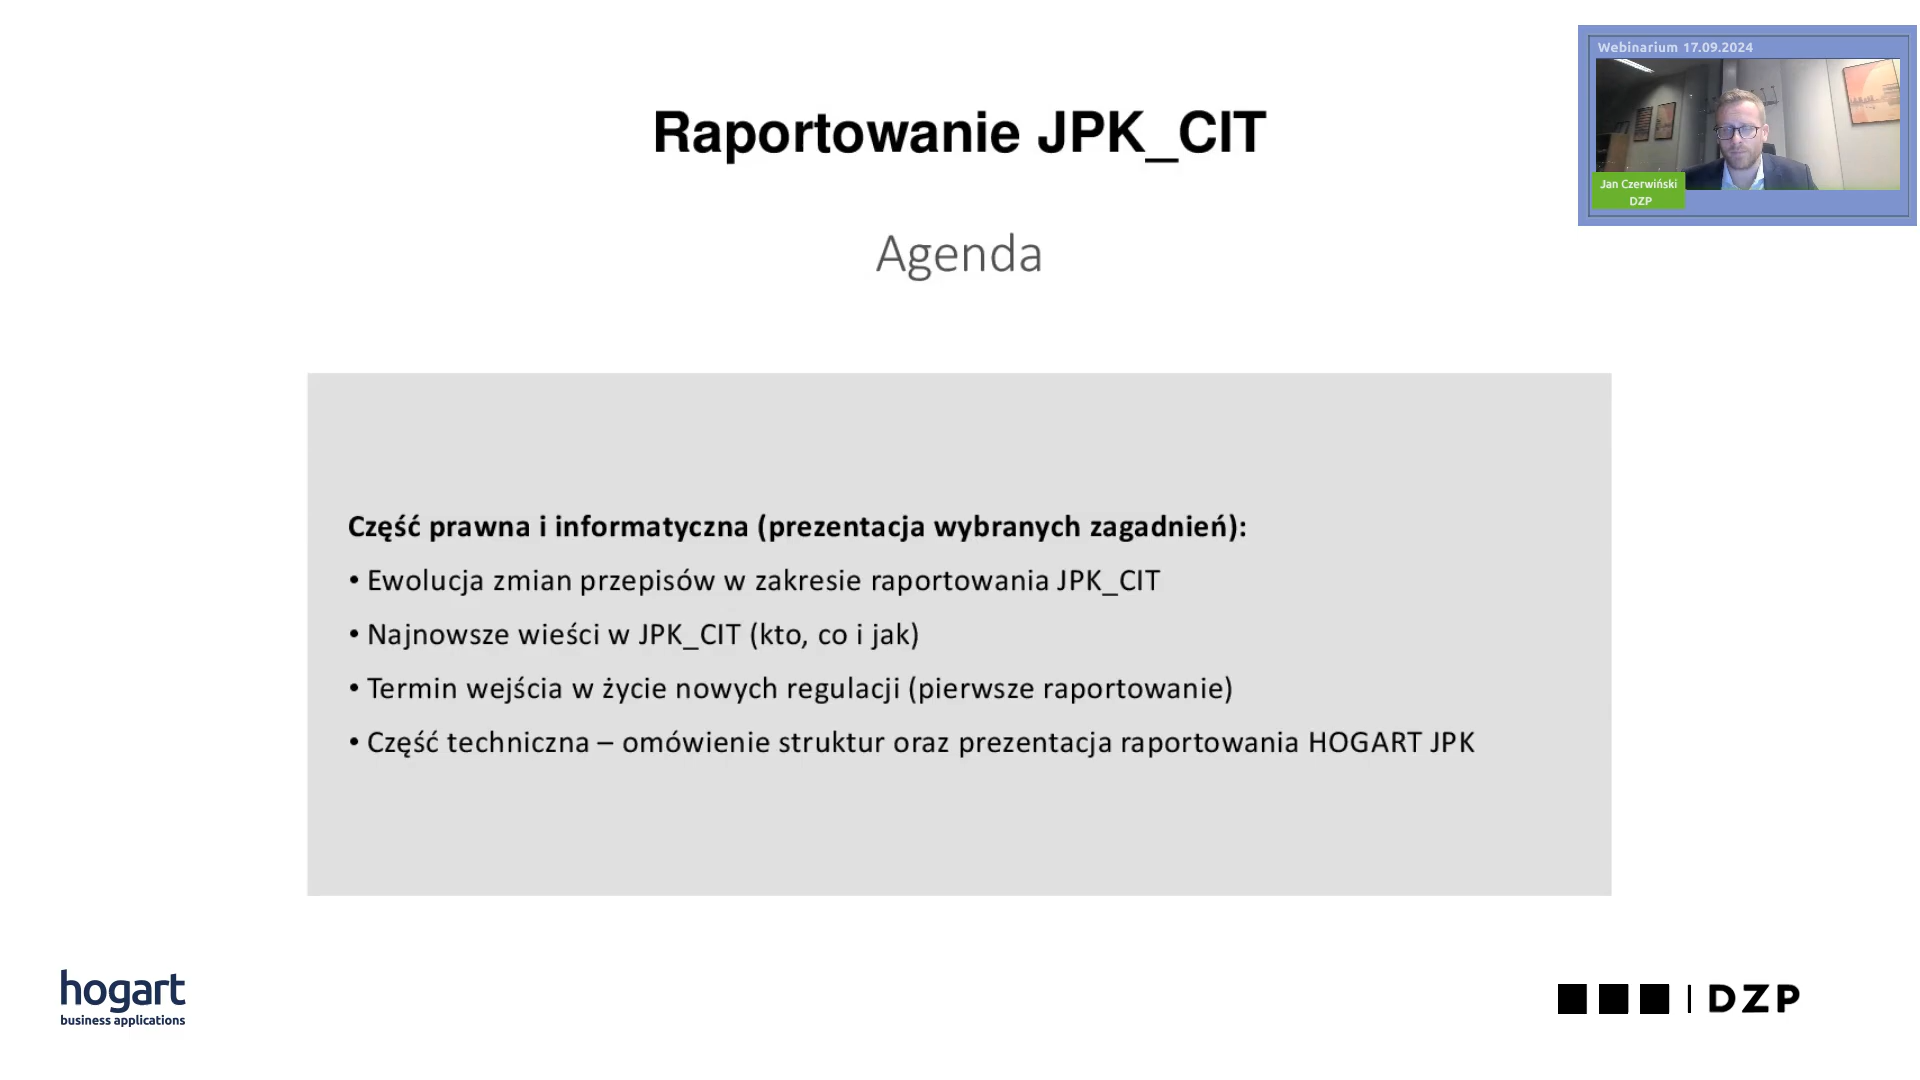 Webinarium 17.09.2024
Jan Czerwiński
DZP
Raportowanie JPK_CIT
Agenda
Część prawna i informatyczna (prezentacja wybranych zagadnień):
• Ewolucja zmian przepisów w zakresie raportowania JPK_CIT
• Najnowsze wieści w JPK_CIT (kto, co i jak)
• Termin wejścia w życie nowych regulacji (pierwsze raportowanie)
• Część techniczna – omówienie struktur oraz prezentacja raportowania HOGART JPK
hogart
business applications
DZP